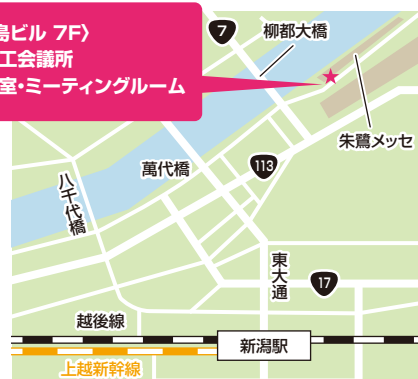 島ビル 7F〉
工会議所
室・ミーティングルーム
7
柳都大橋
朱鷺メッセ
萬代橋
113
八千代橋
東大通
17
越後線
新潟駅
上越新幹線